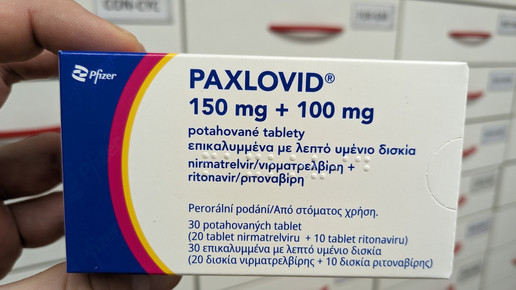 Pfizer
PAXLOVID®
150 mg + 100 mg
potahované tablety
επικαλυμμένα με λεπτό υμένιο δισκία
nirmatrelvir/νιρματρελβίρη +
ritonavir/ριτοναβίρη
Perorální podání/Από στόματος χρήση.
30 potahovaných tablet
(20 tablet nirmatrelviru + 10 tablet ritonaviru)
30 επικαλυμμένα με λεπτό υμένιο δισκία
(20 δισκία νιρματρελβίρης + 10 δισκία ριτοναβίρης)